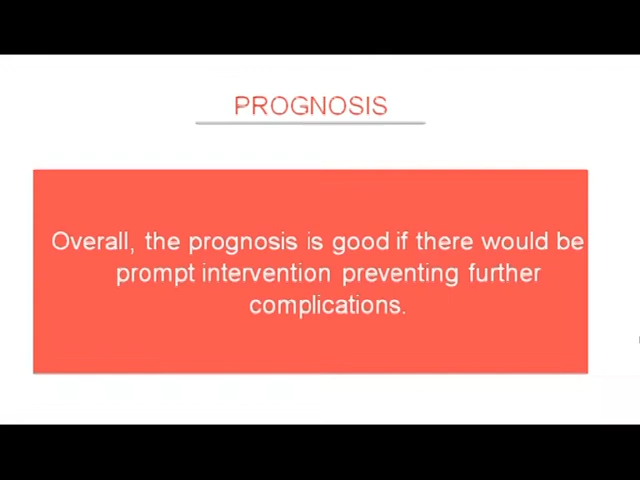 PROGNOSIS
Overall, the prognosis is good if there would be
prompt intervention preventing further
complications.